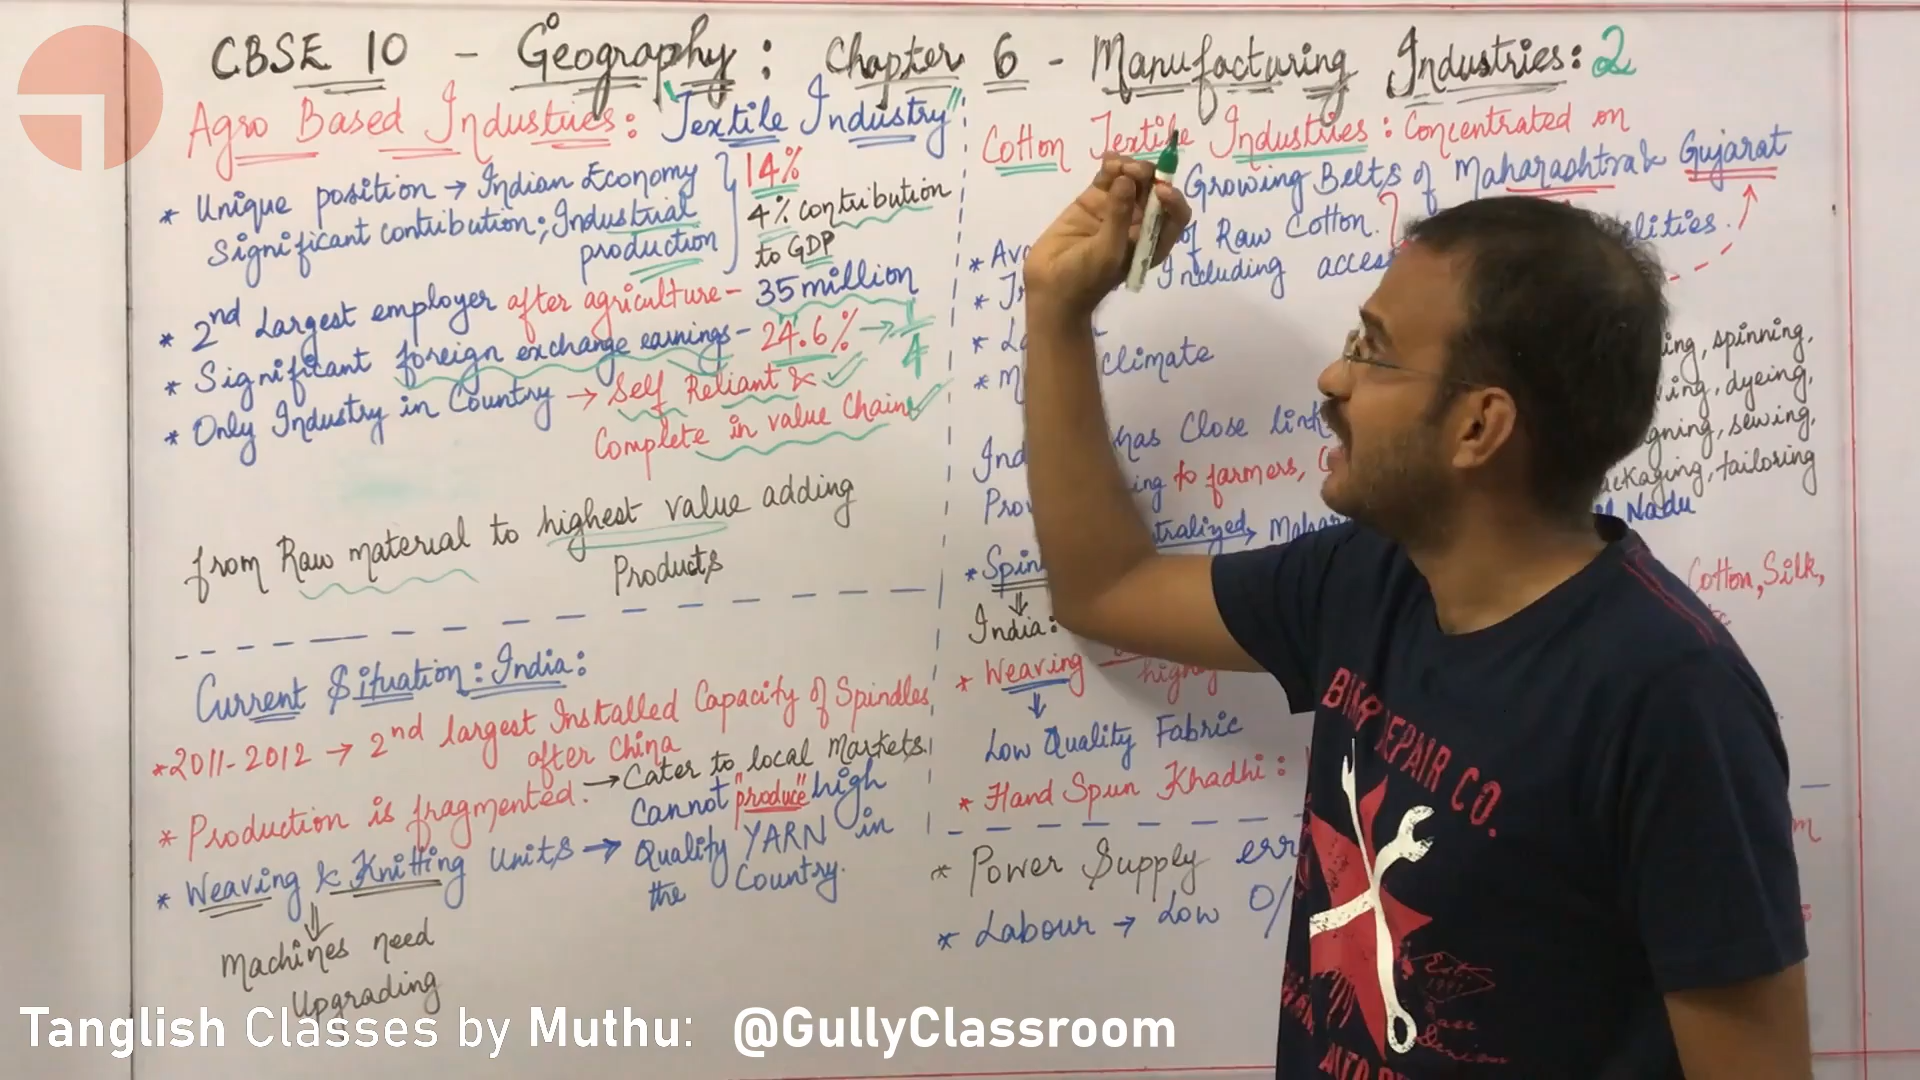 CBSE 10 - Geography: Chapter 6 - Manufacturing Industries: 2
Agro Based Industries: "Textile Industry"
* Unique position → Indian Economy
Significant contribution; Industrial
production
14%
4% contribution
to GDP
* 2nd Largest employer after agriculture - 35 million
* Significant foreign exchange earnings - 24.6% → 1/4
* Only Industry in Country → Self Reliant &
Complete in value chain
from Raw material to highest value adding
Products
Current Situation: India:
* 2011-2012 → 2nd largest Installed Capacity of Spindles
after China
* Production is fragmented. → Cater to local Markets.
* Weaving & Knitting Units → Cannot "produce" high
Quality YARN in
the Country.
Machines need
Upgrading
Cotton Textile Industries: Concentrated on
Growing Belts of Maharashtra & Gujarat
of Raw Cotton.
Including
climate
has Close link
to farmers,
Nadu
India:
* Weaving
Low Quality Fabric
* Hand Spun Khadhi:
* Power Supply
* Labour → Low
spinning,
dyeing,
sewing,
tailoring
Cotton, Silk,
Tanglish Classes by Muthu: @GullyClassroom